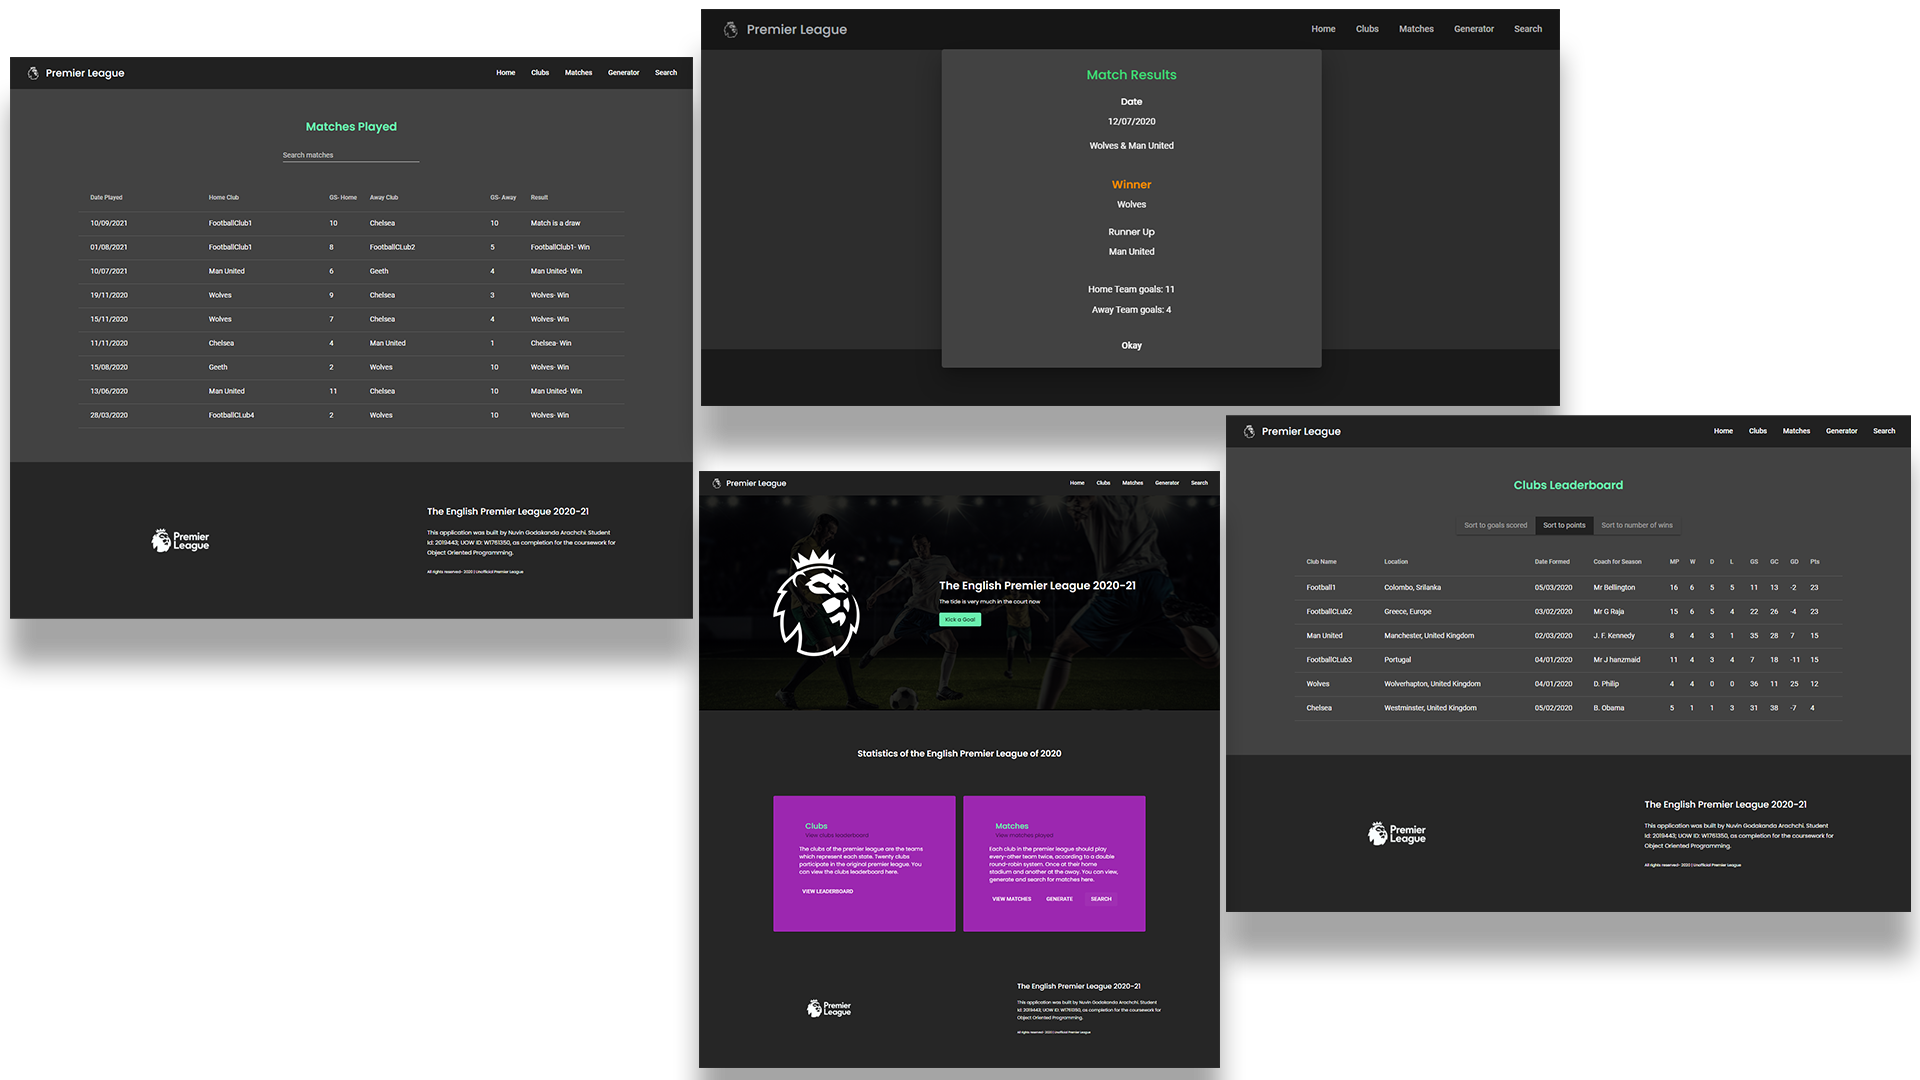 Premier League
Home Clubs Matches Generator Search
Matches Played
Search matches
Date Played Home Club GS- Home Away Club GS- Away Result
10/09/2021 FootballClub1 10 Chelsea 10 Match is a draw
01/08/2021 FootballClub1 8 FootballCLub2 5 FootballClub1- Win
10/07/2021 Man United 6 Geeth 4 Man United- Win
19/11/2020 Wolves 9 Chelsea 3 Wolves- Win
15/11/2020 Wolves 7 Chelsea 4 Wolves- Win
11/11/2020 Chelsea 4 Man United 1 Chelsea- Win
15/08/2020 Geeth 2 Wolves 10 Wolves- Win
13/06/2020 Man United 11 Chelsea 10 Man United- Win
28/03/2020 FootballCLub4 2 Wolves 10 Wolves- Win
Premier
League
The English Premier League 2020-21
This application was built by Nuvin Godakanda Arachchi. Student
Id: 2019443; UOW ID: W1761350, as completion for the coursework for
Object Oriented Programming.
All rights reserved- 2020 | Unofficial Premier League
Premier League
Home Clubs Matches Generator Search
Match Results
Date
12/07/2020
Wolves & Man United
Winner
Wolves
Runner Up
Man United
Home Team goals: 11
Away Team goals: 4
Okay
Premier League
Home Clubs Matches Generator Search
The English Premier League 2020-21
The tide is very much in the court now
Kick a Goal
Statistics of the English Premier League of 2020
Clubs
View clubs leaderboard
The clubs of the premier league are the teams
which represent each state. Twenty clubs
participate in the original premier league. You
can view the clubs leaderboard here.
VIEW LEADERBOARD
Matches
View matches played
Each club in the premier league should play
every-other team twice, according to a double
round-robin system. Once at their home
stadium and another at the away. You can view,
generate and search for matches here.
VIEW MATCHES GENERATE SEARCH
Premier
League
The English Premier League 2020-21
This application was built by Nuvin Godakanda Arachchi. Student
Id: 2019443; UOW ID: W1761350, as completion for the coursework for
Object Oriented Programming.
All rights reserved- 2020 | Unofficial Premier League
Premier League
Home Clubs Matches Generator Search
Clubs Leaderboard
Sort to goals scored Sort to points Sort to number of wins
Club Name Location Date Formed Coach for Season MP W D L GS GC GD Pts
Football1 Colombo, Srilanka 05/03/2020 Mr Bellington 16 6 5 5 11 13 -2 23
FootballCLub2 Greece, Europe 03/02/2020 Mr G Raja 15 6 5 4 22 26 -4 23
Man United Manchester, United Kingdom 02/03/2020 J. F. Kennedy 8 4 3 1 35 28 7 15
FootballCLub3 Portugal 04/01/2020 Mr J hanzmaid 11 4 3 4 7 18 -11 15
Wolves Wolverhapton, United Kingdom 04/01/2020 D. Philip 4 4 0 0 36 11 25 12
Chelsea Westminster, United Kingdom 05/02/2020 B. Obama 5 1 1 3 31 38 -7 4
Premier
League
The English Premier League 2020-21
This application was built by Nuvin Godakanda Arachchi. Student
Id: 2019443; UOW ID: W1761350, as completion for the coursework for
Object Oriented Programming.
All rights reserved- 2020 | Unofficial Premier League